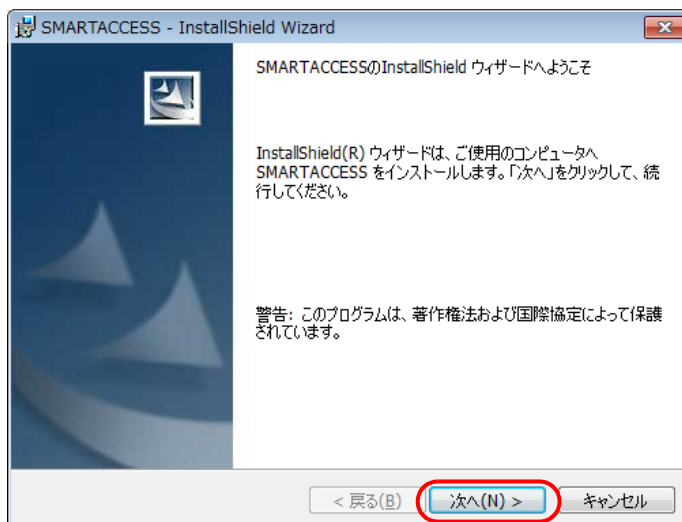 SMARTACCESS - InstallShield Wizard
SMARTACCESSのInstallShield ウィザードへようこそ
InstallShield(R) ウィザードは、ご使用のコンピュータへ
SMARTACCESS をインストールします。「次へ」をクリックして、続
行してください。
警告: このプログラムは、著作権法および国際協定によって保護
されています。
< 戻る(B) 次へ(N) > キャンセル